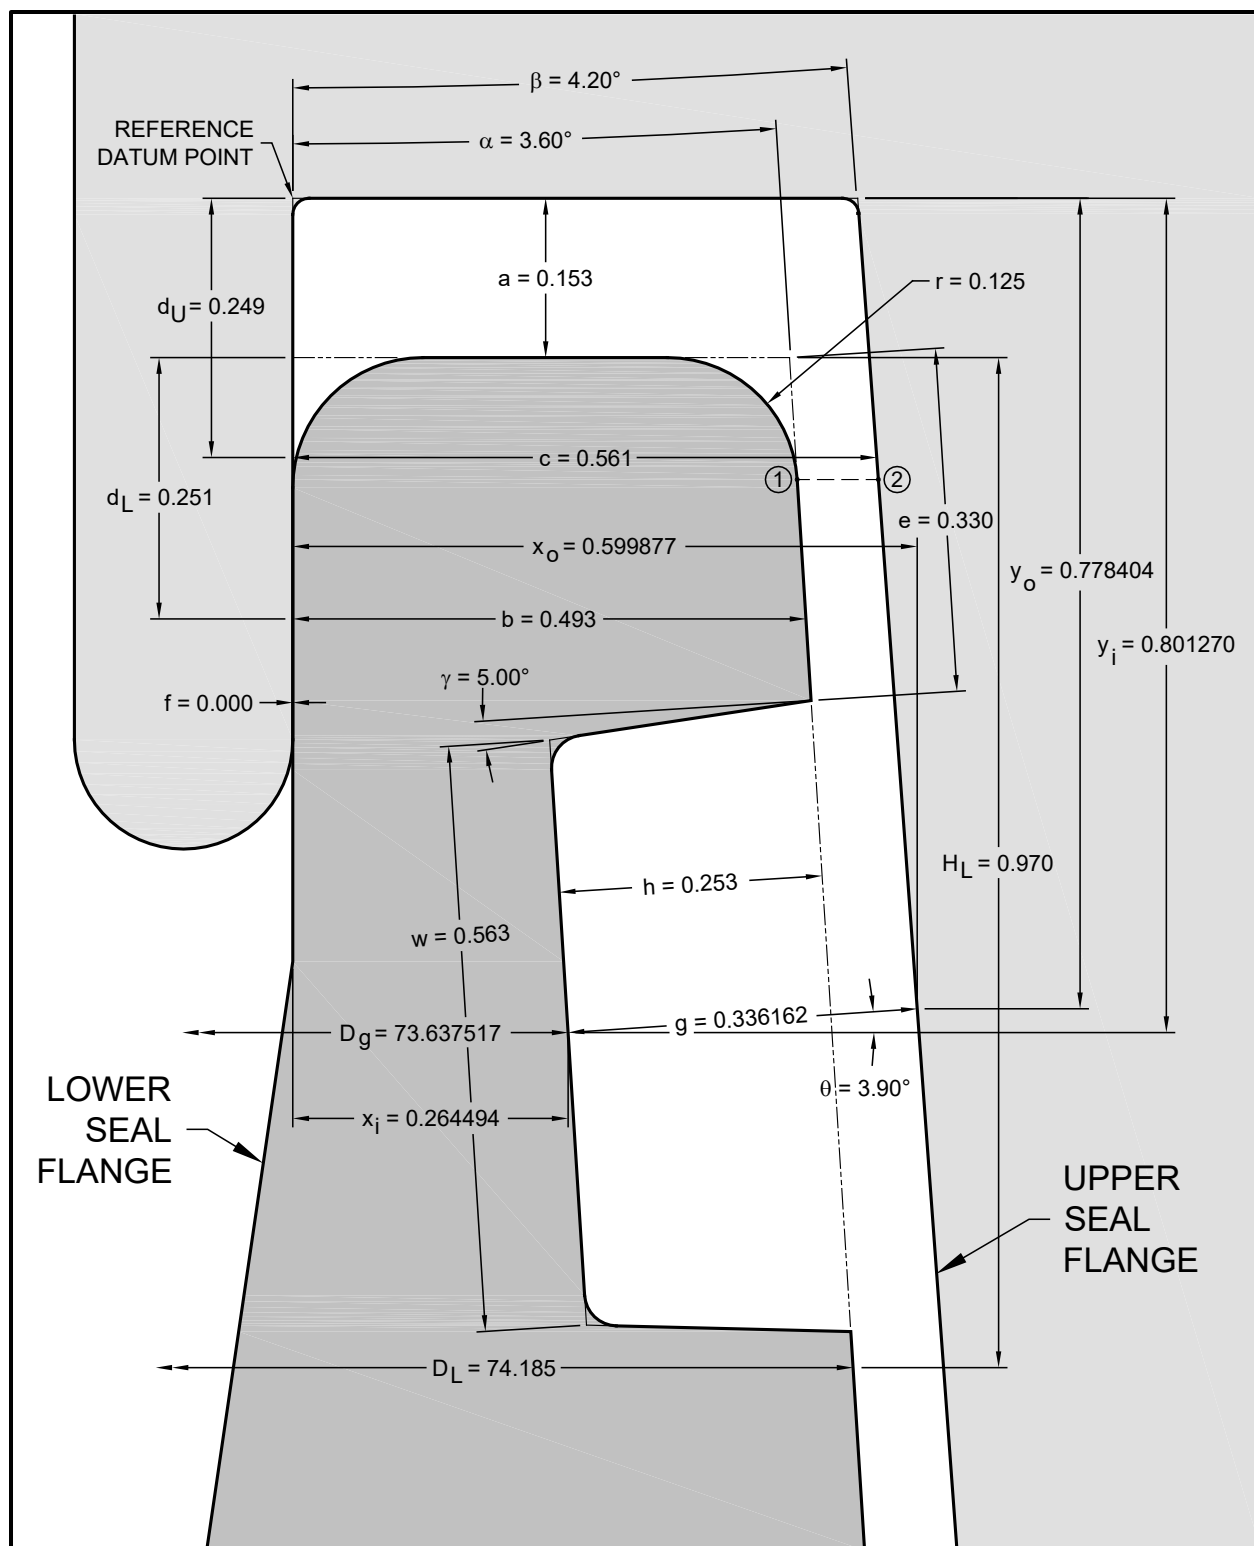 β = 4.20°
REFERENCE
DATUM POINT
α = 3.60°
a = 0.153
r = 0.125
dU = 0.249
c = 0.561
1
2
dL = 0.251
e = 0.330
xo = 0.599877
yo = 0.778404
b = 0.493
yi = 0.801270
γ = 5.00°
f = 0.000
HL = 0.970
h = 0.253
w = 0.563
g = 0.336162
Dg = 73.637517
θ = 3.90°
LOWER
SEAL
FLANGE
xi = 0.264494
UPPER
SEAL
FLANGE
DL = 74.185